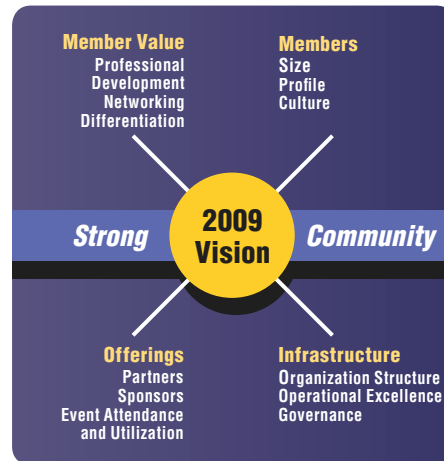 Member Value
Professional
Development
Networking
Differentiation
Members
Size
Profile
Culture
Strong
2009
Vision
Community
Offerings
Partners
Sponsors
Event Attendance
and Utilization
Infrastructure
Organization Structure
Operational Excellence
Governance